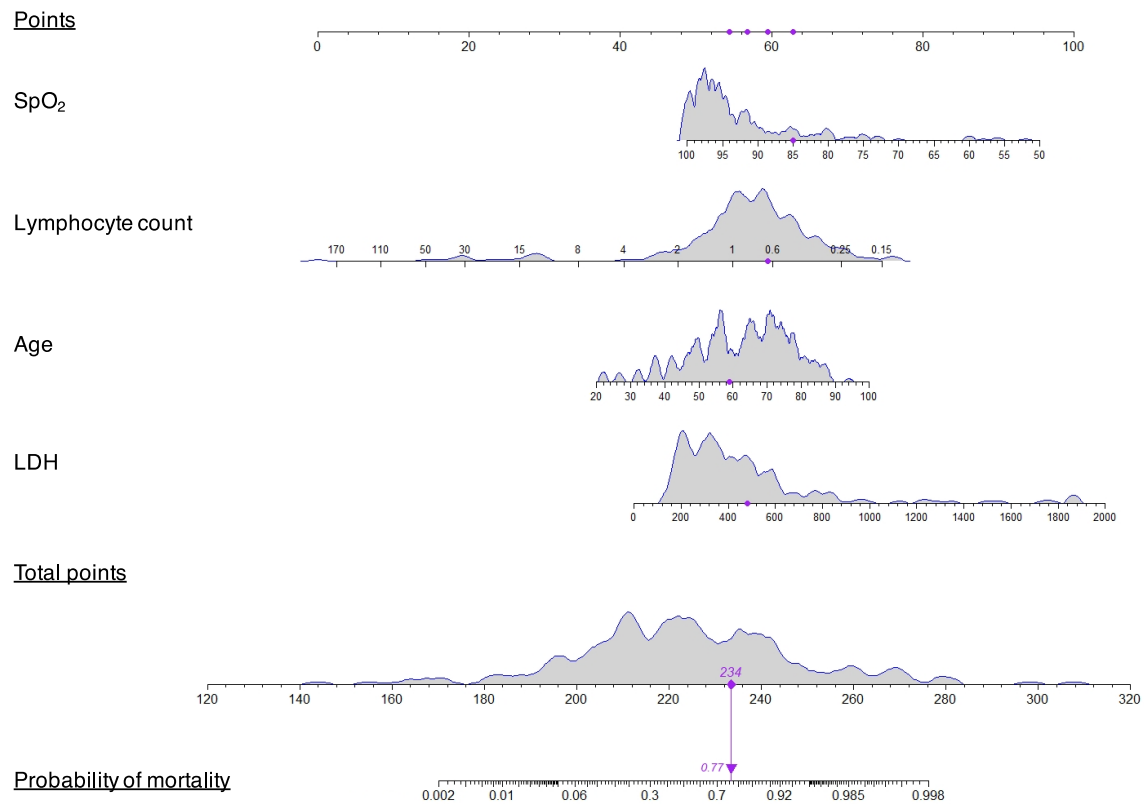 Points
0 20 40 60 80 100
SpO₂
100 95 90 85 80 75 70 65 60 55 50
Lymphocyte count
170 110 50 30 15 8 4 2 1 0.6 0.25 0.15
Age
20 30 40 50 60 70 80 90 100
LDH
0 200 400 600 800 1000 1200 1400 1600 1800 2000
Total points
234
120 140 160 180 200 220 240 260 280 300 320
0.77
Probability of mortality
0.002 0.01 0.06 0.3 0.7 0.92 0.985 0.998